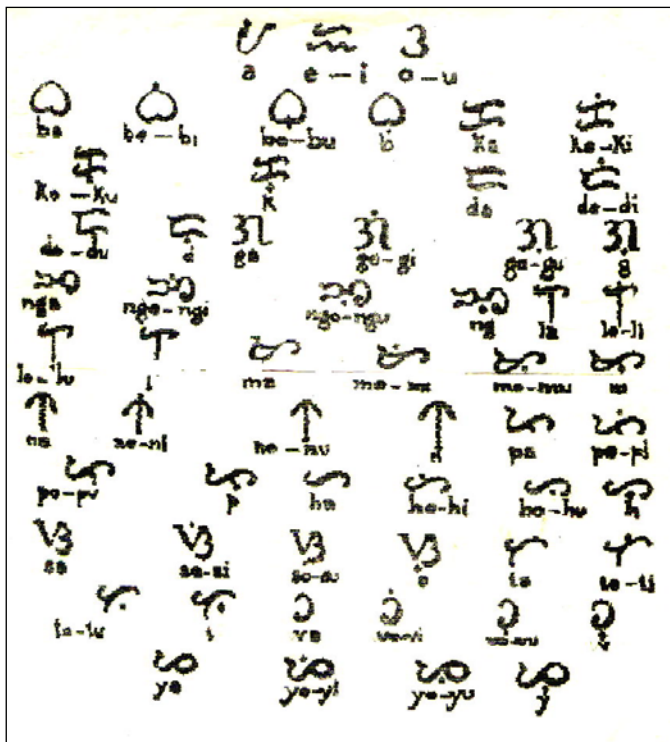 ᜀ ᜁ ᜂ
a e-i o-u
ᜊ ᜊᜒ ᜊᜓ ᜊ᜔ ᜃ ᜃᜒ
ba be-bi bo-bu b ka ke-ki
ᜃᜓ ᜃ᜔ ᜇ ᜇᜒ
ko-ku k da de-di
ᜇᜓ ᜇ᜔ ᜄ ᜄᜒ ᜄᜓ ᜄ᜔
do-du d ga ge-gi go-gu g
ᜅ ᜅᜒ ᜅᜓ ᜅ᜔ ᜎ ᜎᜒ
nga nge-ngi ngo-ngu ng la le-li
ᜎᜓ ᜎ᜔ ᜋ ᜋᜒ ᜋᜓ ᜋ᜔
lo-lu l ma me-mi mo-mu m
ᜈ ᜈᜒ ᜈᜓ ᜈ᜔ ᜉ ᜉᜒ
na ne-ni no-nu n pa pe-pi
ᜉᜓ ᜉ᜔ ᜑ ᜑᜒ ᜑᜓ ᜑ᜔
po-pu p ha he-hi ho-hu h
ᜐ ᜐᜒ ᜐᜓ ᜐ᜔ ᜆ ᜆᜒ
sa se-si so-su s ta te-ti
ᜆᜓ ᜆ᜔ ᜏ ᜏᜒ ᜏᜓ ᜏ᜔
to-tu t wa we-wi wo-wu w
ᜌ ᜌᜒ ᜌᜓ ᜌ᜔
ya ye-yi yo-yu y